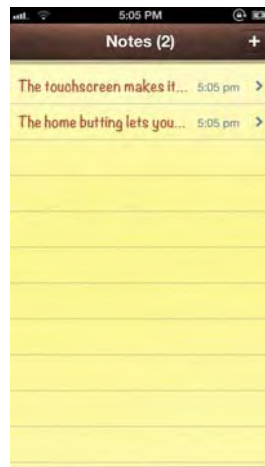 5:05 PM
Notes (2) +
The touchscreen makes it... 5:05 pm >
The home butting lets you... 5:05 pm >